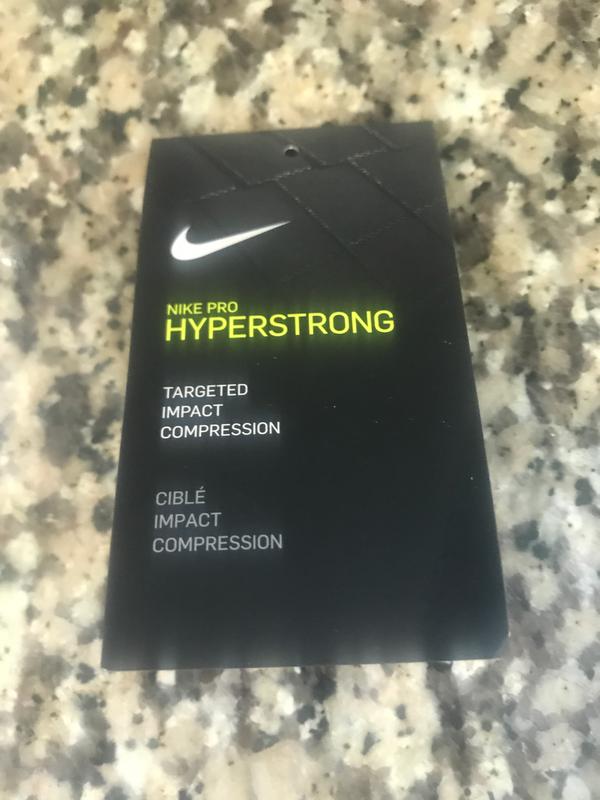 NIKE PRO
HYPERSTRONG
TARGETED
IMPACT
COMPRESSION
CIBLÉ
IMPACT
COMPRESSION